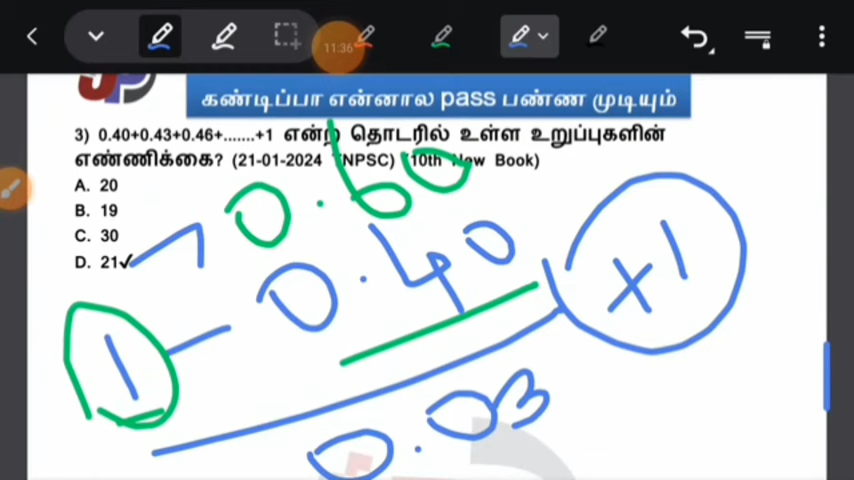 11:36
கண்டிப்பா என்னால pass பண்ண முடியும்
3) 0.40+0.43+0.46+.......+1 என்ற தொடரில் உள்ள உறுப்புகளின்
எண்ணிக்கை? (21-01-2024 TNPSC) (10th New Book)
A. 20
B. 19
C. 30
D. 21✓
0.60
1 - 0.40
+1
0.03